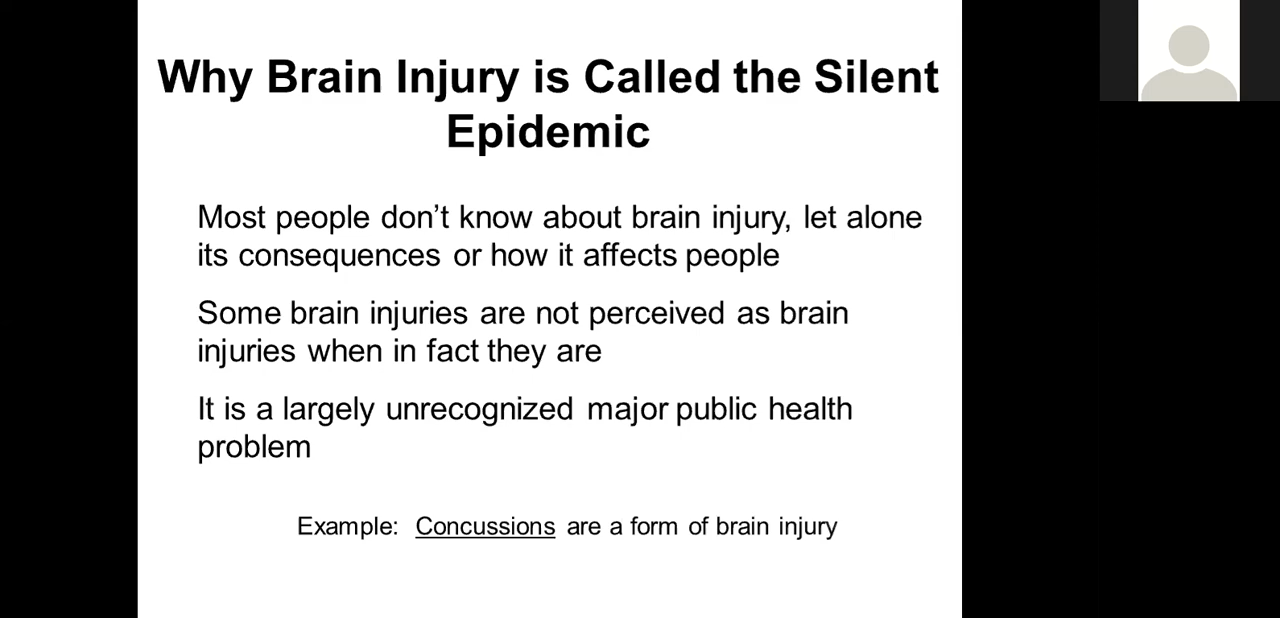 Why Brain Injury is Called the Silent
Epidemic
Most people don’t know about brain injury, let alone
its consequences or how it affects people
Some brain injuries are not perceived as brain
injuries when in fact they are
It is a largely unrecognized major public health
problem
Example: Concussions are a form of brain injury